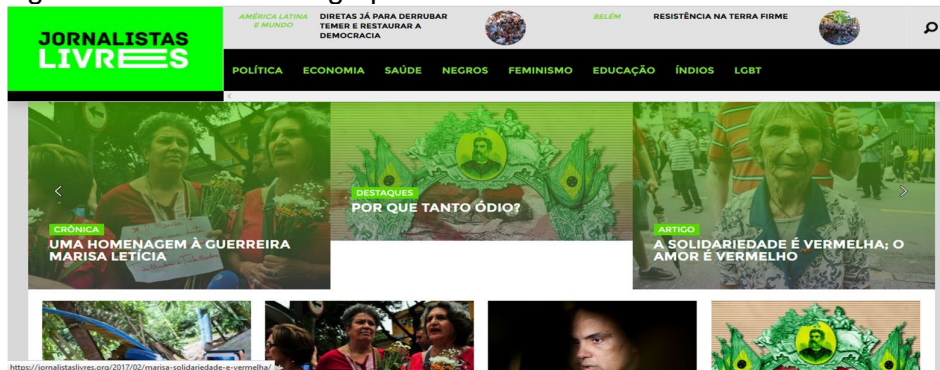 AMÉRICA LATINA
E MUNDO
DIRETAS JÁ PARA DERRUBAR
TEMER E RESTAURAR A
DEMOCRACIA
BELÉM
RESISTÊNCIA NA TERRA FIRME
JORNALISTAS
LIVRES
POLÍTICA ECONOMIA SAÚDE NEGROS FEMINISMO EDUCAÇÃO ÍNDIOS LGBT
CRÔNICA
UMA HOMENAGEM À GUERREIRA
MARISA LETÍCIA
DESTAQUES
POR QUE TANTO ÓDIO?
ARTIGO
A SOLIDARIEDADE É VERMELHA; O
AMOR É VERMELHO
https://jornalistaslivres.org/2017/02/marisa-solidariedade-e-vermelha/